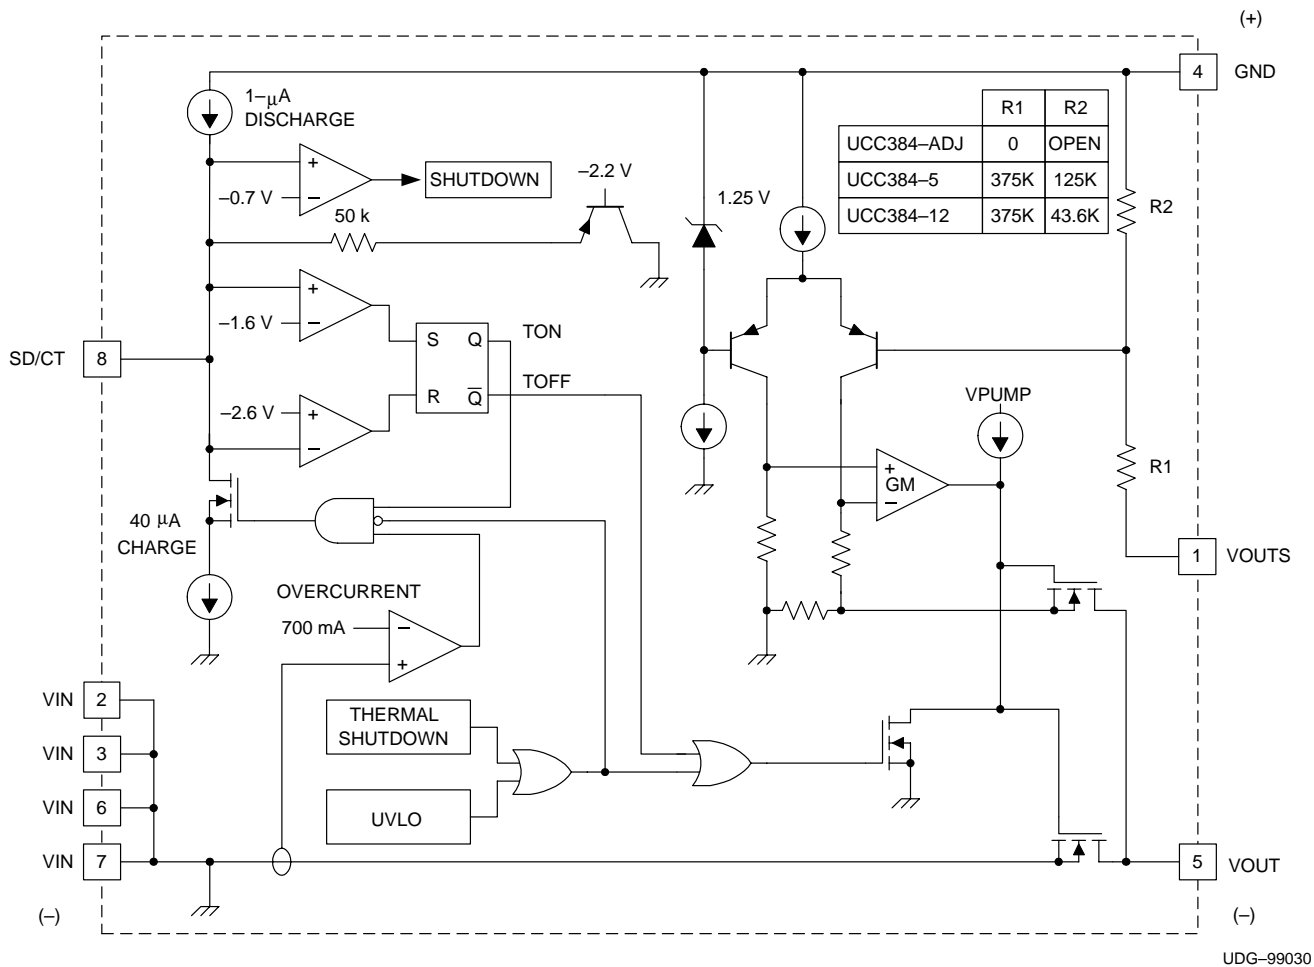 (+)
4
GND
1–μA
DISCHARGE
R1 R2
UCC384–ADJ 0 OPEN
UCC384–5 375K 125K
UCC384–12 375K 43.6K
+
–
–0.7 V
SHUTDOWN
–2.2 V
50 k
1.25 V
R2
+
–
–1.6 V
S Q
TON
SD/CT
8
TOFF
R Q̅
–2.6 V
+
–
VPUMP
+
GM
–
R1
40 μA
CHARGE
1
VOUTS
OVERCURRENT
700 mA
–
+
VIN
2
THERMAL
SHUTDOWN
VIN
3
VIN
6
UVLO
VIN
7
5
VOUT
(–)
(–)
UDG–99030